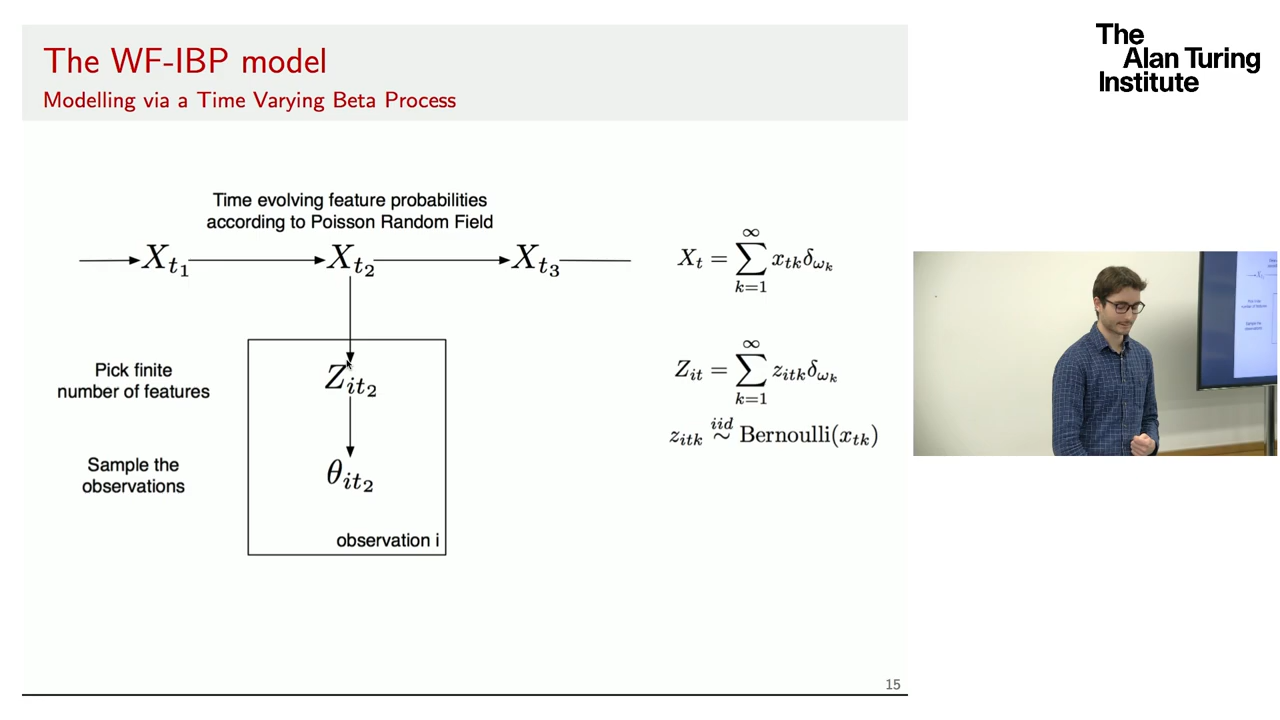 The WF-IBP model
Modelling via a Time Varying Beta Process
The
Alan Turing
Institute
Time evolving feature probabilities
according to Poisson Random Field
X_{t_1}
X_{t_2}
X_{t_3}
X_t = \sum_{k=1}^{\infty} x_{tk} \delta_{\omega_k}
Pick finite
number of features
Z_{it_2}
Z_{it} = \sum_{k=1}^{\infty} z_{itk} \delta_{\omega_k}
z_{itk} \overset{iid}{\sim} Bernoulli(x_{tk})
Sample the
observations
θ_{it_2}
observation i
15